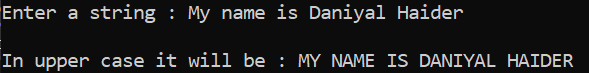 Enter a string : My name is Daniyal Haider
In upper case it will be : MY NAME IS DANIYAL HAIDER